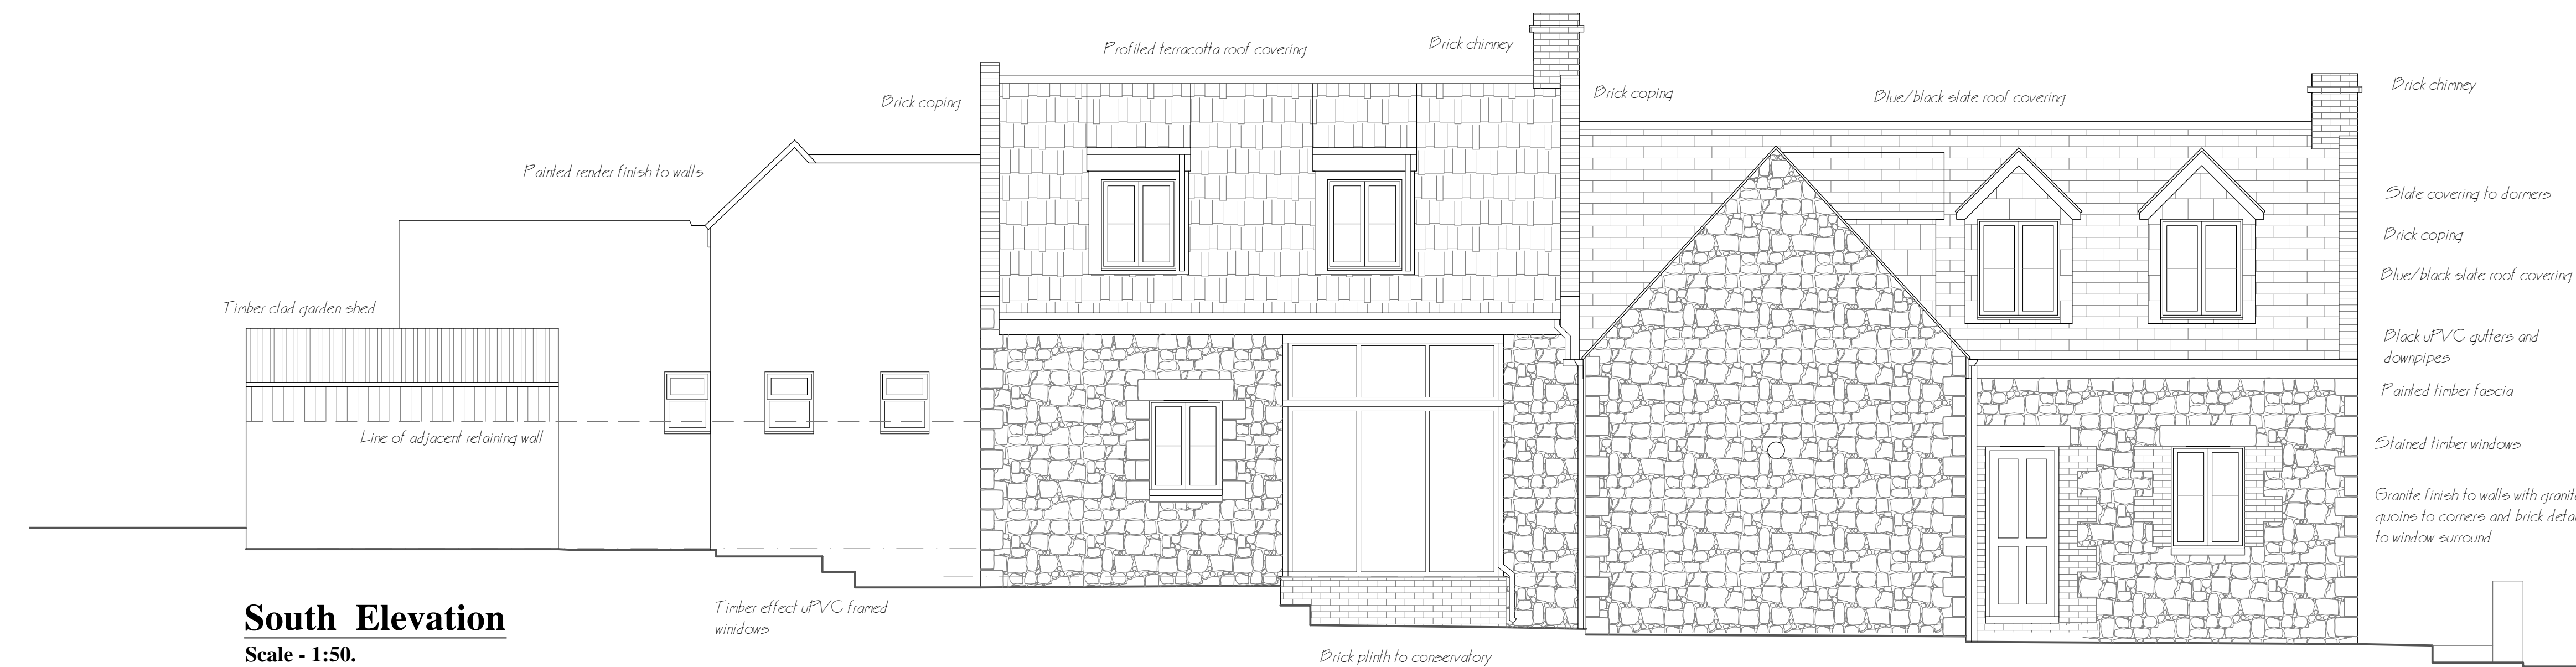 Profiled terracotta roof covering
Brick chimney
Brick coping
Brick coping
Blue/black slate roof covering
Brick chimney
Painted render finish to walls
Slate covering to dormers
Brick coping
Blue/black slate roof covering
Timber clad garden shed
Black uPVC gutters and
downpipes
Painted timber fascia
Line of adjacent retaining wall
Stained timber windows
Granite finish to walls with granit
quoins to corners and brick deta
to window surround
South Elevation
Scale - 1:50.
Timber effect uPVC framed
winidows
Brick plinth to conservatory